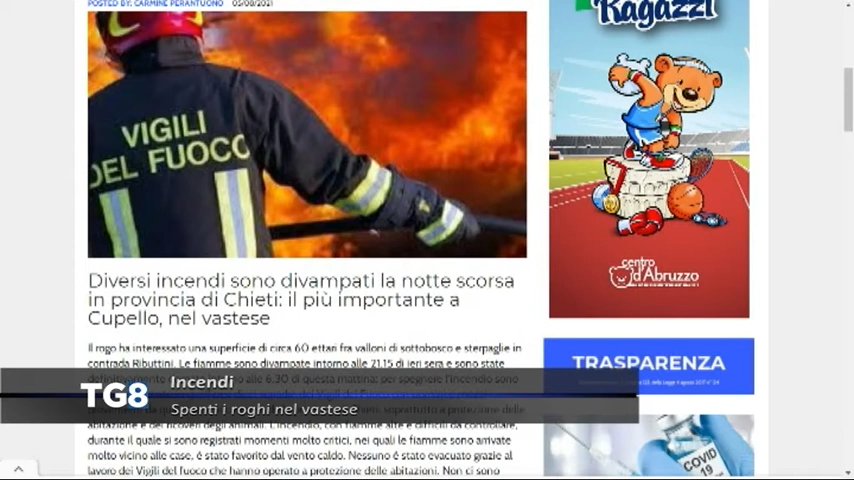 POSTED BY: CARMINE PERANTUONO 05/08/2021
VIGILI
DEL FUOCO
Diversi incendi sono divampati la notte scorsa
in provincia di Chieti: il più importante a
Cupello, nel vastese
Il rogo ha interessato una superficie di circa 60 ettari fra valloni di sottobosco e sterpaglie in
contrada Ributtini. Le fiamme sono divampate intorno alle 21.15 di ieri sera e sono state
alle 6.30 di questa mattina: per spegnere l'incendio sono
soprattutto a protezione delle
abitazioni e dei ricoveri degli animali. L'incendio, con fiamme alte e difficili da controllare,
durante il quale si sono registrati momenti molto critici, nei quali le fiamme sono arrivate
molto vicino alle case, é stato favorito dal vento caldo. Nessuno é stato evacuato grazie al
lavoro dei Vigili del fuoco che hanno operato a protezione delle abitazioni. Non ci sono
Ragazzi
centro
d'Abruzzo
TRASPARENZA
COVID
19
TG8
Incendi
Spenti i roghi nel vastese